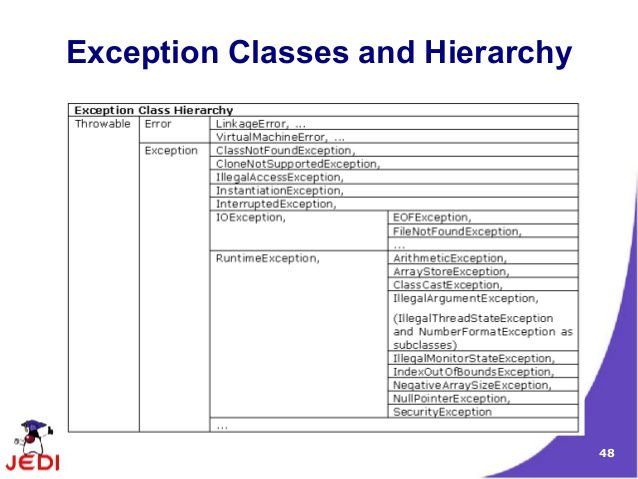 Exception Classes and Hierarchy
Exception Class Hierarchy
Throwable Error LinkageError, ...
VirtualMachineError, ...
Exception ClassNotFoundException,
CloneNotSupportedException,
IllegalAccessException,
InstantiationException,
InterruptedException,
IOException, EOFException,
FileNotFoundException,
...
RuntimeException, ArithmeticException,
ArrayStoreException,
ClassCastException,
IllegalArgumentException,
(IllegalThreadStateException
and NumberFormatException as
subclasses)
IllegalMonitorStateException,
IndexOutOfBoundsException,
NegativeArraySizeException,
NullPointerException,
SecurityException
...
JEDI
48